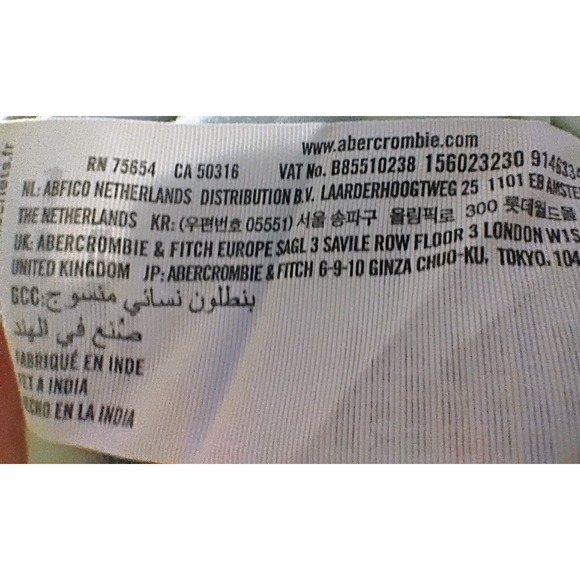 www.abercrombie.com
RN 75654 CA 50316 VAT No. B85510238 156023230
NL: ABFICO NETHERLANDS DISTRIBUTION B.V. LAARDERHOOGTWEG 25 1101 EB
THE NETHERLANDS KR: (우편번호 05551) 서울 송파구 올림픽로 300 롯데월드몰
UK: ABERCROMBIE & FITCH EUROPE SAGL 3 SAVILE ROW FLOOR 3 LONDON W1S
UNITED KINGDOM JP: ABERCROMBIE & FITCH 6-9-10 GINZA CHUO-KU, TOKYO, 104
GCC: بنطلون نسائي منسوج
صُنع في الهند
FABRIQUÉ EN INDE
A INDIA
EN LA INDIA